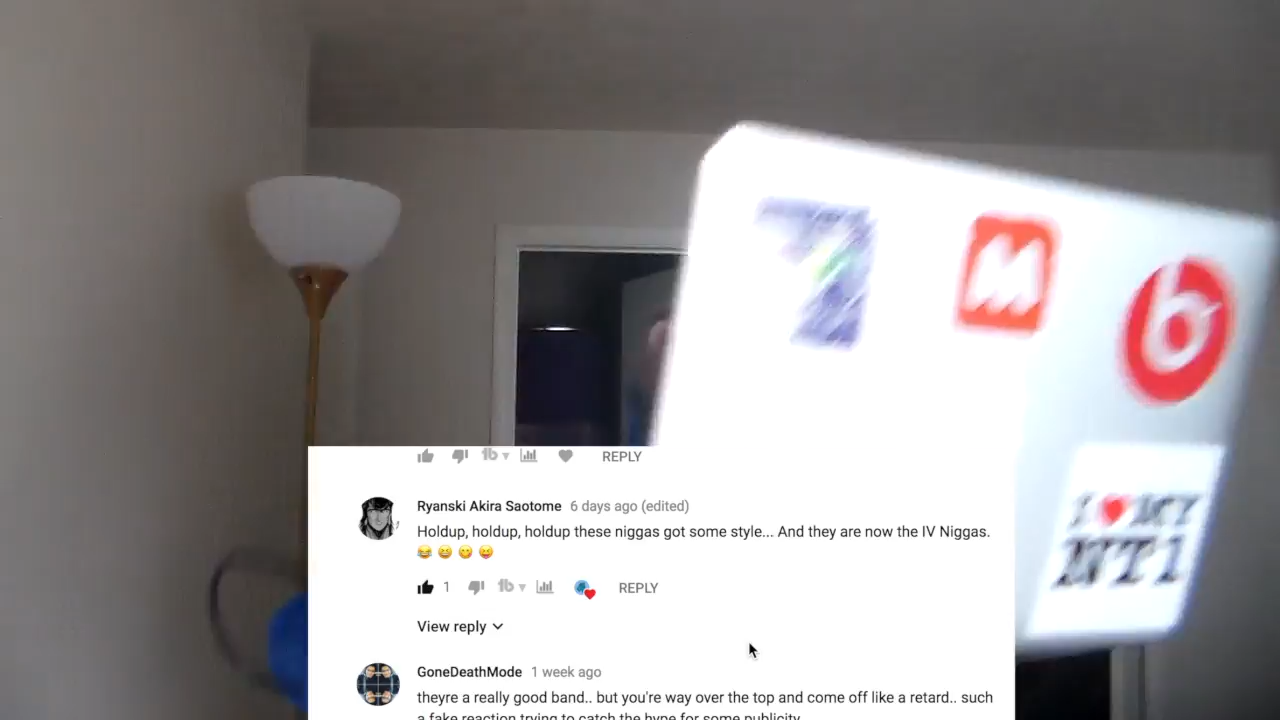 I ❤ MY
NTI
REPLY
Ryanski Akira Saotome 6 days ago (edited)
Holdup, holdup, holdup these niggas got some style... And they are now the IV Niggas.
😂 😆 😋 😝
1 REPLY
View reply
GoneDeathMode 1 week ago
theyre a really good band.. but you're way over the top and come off like a retard.. such
a fake reaction trying to catch the hype for some publicity